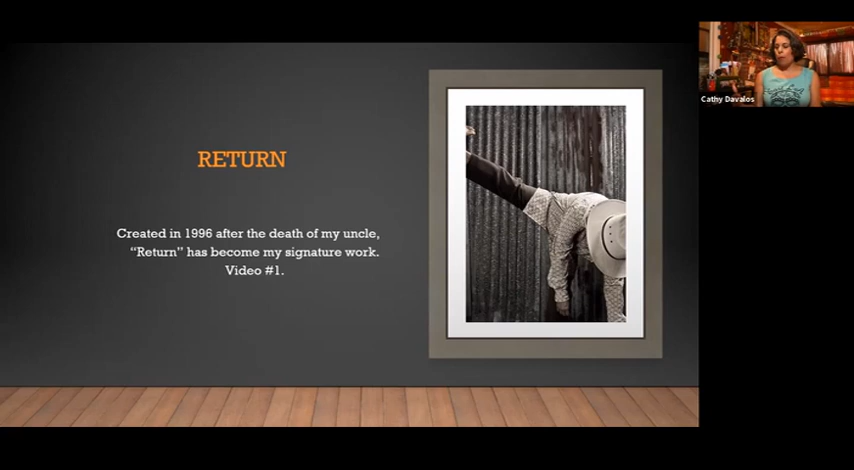 RETURN
Created in 1996 after the death of my uncle,
“Return” has become my signature work.
Video #1.
Cathy Davalos